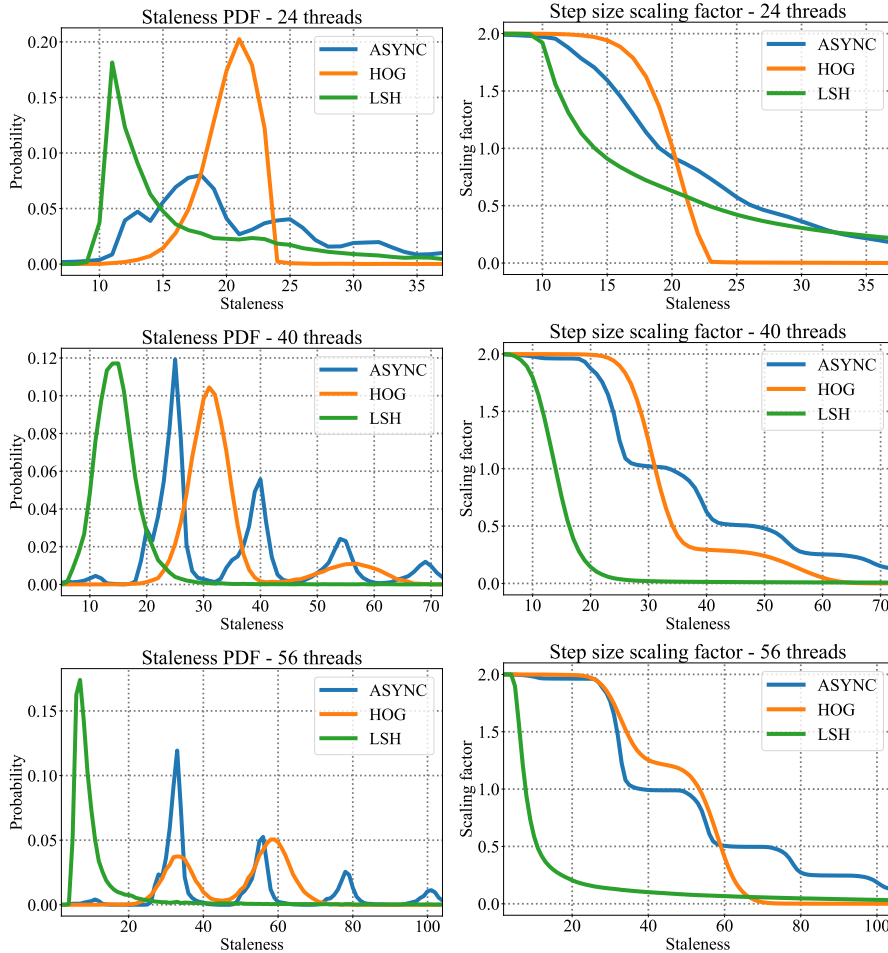 Staleness PDF - 24 threads
0.20
0.15
0.10
0.05
0.00
Probability
ASYNC
HOG
LSH
10 15 20 25 30 35
Staleness
Step size scaling factor - 24 threads
2.0
1.5
1.0
0.5
0.0
Scaling factor
ASYNC
HOG
LSH
10 15 20 25 30 35
Staleness
Staleness PDF - 40 threads
0.12
0.10
0.08
0.06
0.04
0.02
0.00
Probability
ASYNC
HOG
LSH
10 20 30 40 50 60 70
Staleness
Step size scaling factor - 40 threads
2.0
1.5
1.0
0.5
0.0
Scaling factor
ASYNC
HOG
LSH
10 20 30 40 50 60 70
Staleness
Staleness PDF - 56 threads
0.15
0.10
0.05
0.00
Probability
ASYNC
HOG
LSH
20 40 60 80 100
Staleness
Step size scaling factor - 56 threads
2.0
1.5
1.0
0.5
0.0
Scaling factor
ASYNC
HOG
LSH
20 40 60 80 100
Staleness